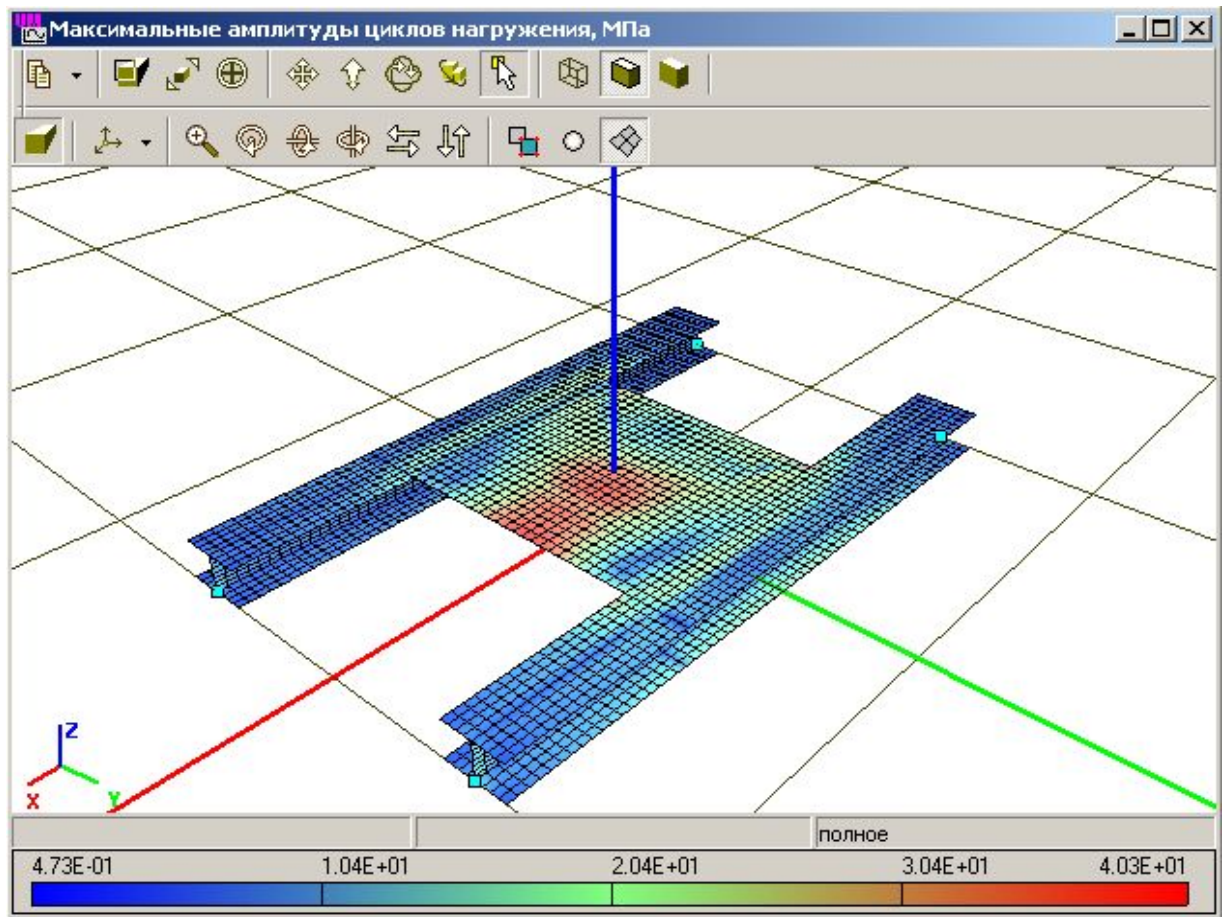 Максимальные амплитуды циклов нагружения, МПа
Z
X
Y
полное
4.73E-01 1.04E+01 2.04E+01 3.04E+01 4.03E+01